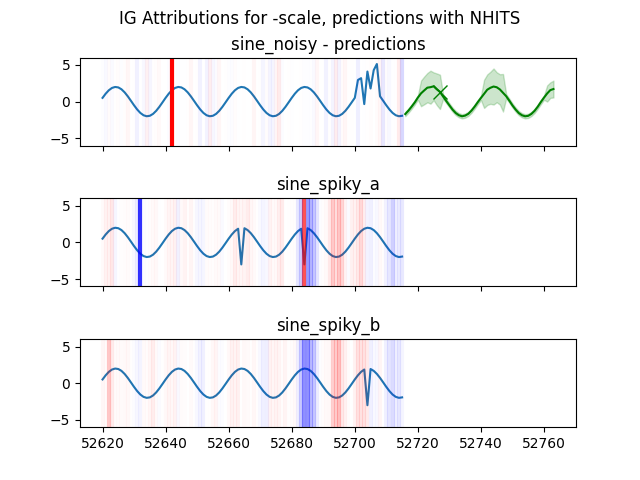 IG Attributions for -scale, predictions with NHITS
sine_noisy - predictions
5
0
−5
sine_spiky_a
5
0
−5
sine_spiky_b
5
0
−5
52620 52640 52660 52680 52700 52720 52740 52760